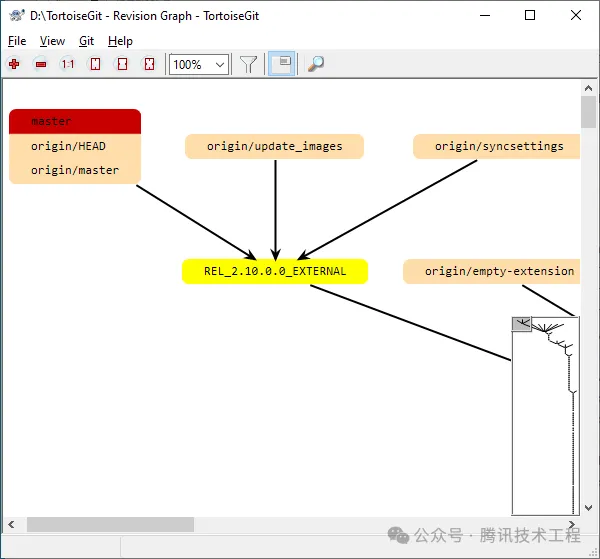 D:\TortoiseGit - Revision Graph - TortoiseGit
File View Git Help
1:1
100%
master
origin/HEAD
origin/master
origin/update_images
origin/syncsettings
REL_2.10.0.0_EXTERNAL
origin/empty-extension
公众号 · 腾讯技术工程